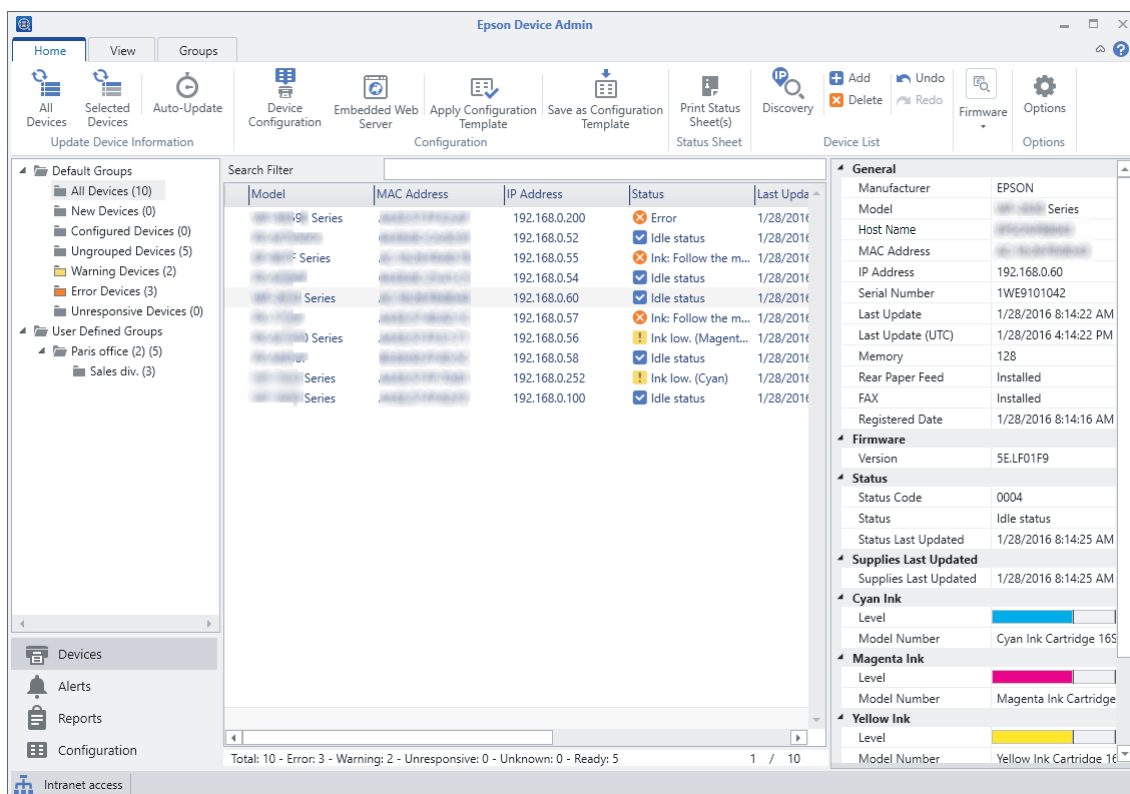 Epson Device Admin
Home View Groups
All Devices
Selected Devices
Auto-Update
Update Device Information
Device Configuration
Embedded Web Server
Apply Configuration Template
Save as Configuration Template
Configuration
Print Status Sheet(s)
Status Sheet
Discovery
Add
Delete
Undo
Redo
Device List
Firmware
Options
Options
Default Groups
All Devices (10)
New Devices (0)
Configured Devices (0)
Ungrouped Devices (5)
Warning Devices (2)
Error Devices (3)
Unresponsive Devices (0)
User Defined Groups
Paris office (2) (5)
Sales div. (3)
Devices
Alerts
Reports
Configuration
Search Filter
Model MAC Address IP Address Status Last Upda
Series 192.168.0.200 Error 1/28/2016
192.168.0.52 Idle status 1/28/2016
Series 192.168.0.55 Ink: Follow the m... 1/28/2016
192.168.0.54 Idle status 1/28/2016
Series 192.168.0.60 Idle status 1/28/2016
192.168.0.57 Ink: Follow the m... 1/28/2016
Series 192.168.0.56 Ink low. (Magent... 1/28/2016
192.168.0.58 Idle status 1/28/2016
Series 192.168.0.252 Ink low. (Cyan) 1/28/2016
Series 192.168.0.100 Idle status 1/28/2016
Total: 10 - Error: 3 - Warning: 2 - Unresponsive: 0 - Unknown: 0 - Ready: 5 1 / 10
General
Manufacturer EPSON
Model Series
Host Name
MAC Address
IP Address 192.168.0.60
Serial Number 1WE9101042
Last Update 1/28/2016 8:14:22 AM
Last Update (UTC) 1/28/2016 4:14:22 PM
Memory 128
Rear Paper Feed Installed
FAX Installed
Registered Date 1/28/2016 8:14:16 AM
Firmware
Version 5E.LF01F9
Status
Status Code 0004
Status Idle status
Status Last Updated 1/28/2016 8:14:25 AM
Supplies Last Updated
Supplies Last Updated 1/28/2016 8:14:25 AM
Cyan Ink
Level
Model Number Cyan Ink Cartridge 16S
Magenta Ink
Level
Model Number Magenta Ink Cartridge
Yellow Ink
Level
Model Number Yellow Ink Cartridge 16
Intranet access